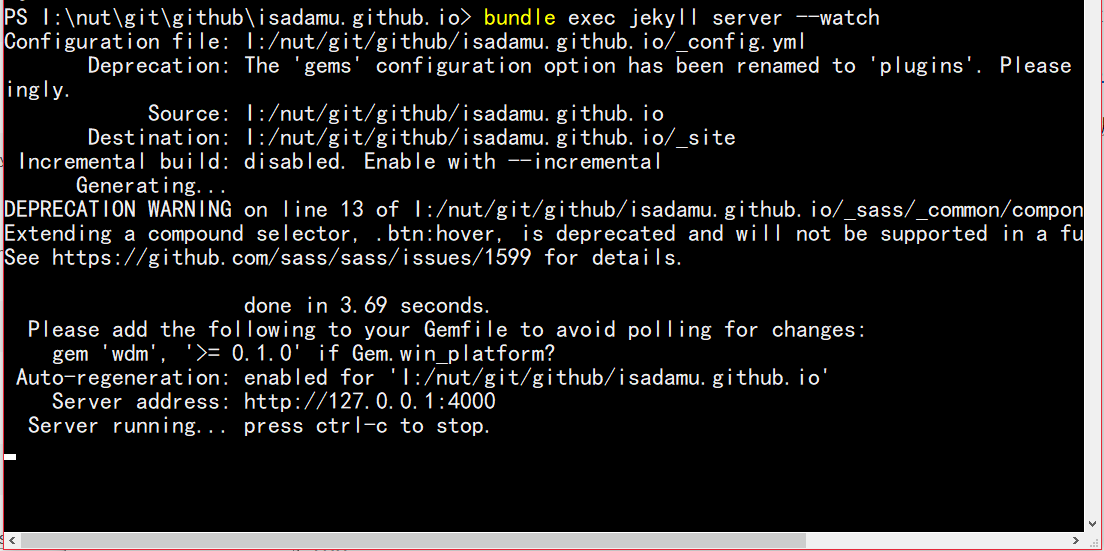 PS I:\nut\git\github\isadamu.github.io> bundle exec jekyll server --watch
Configuration file: I:/nut/git/github/isadamu.github.io/_config.yml
Deprecation: The 'gems' configuration option has been renamed to 'plugins'. Please
ingly.
Source: I:/nut/git/github/isadamu.github.io
Destination: I:/nut/git/github/isadamu.github.io/_site
Incremental build: disabled. Enable with --incremental
Generating...
DEPRECATION WARNING on line 13 of I:/nut/git/github/isadamu.github.io/_sass/_common/compon
Extending a compound selector, .btn:hover, is deprecated and will not be supported in a fu
See https://github.com/sass/sass/issues/1599 for details.
done in 3.69 seconds.
Please add the following to your Gemfile to avoid polling for changes:
gem 'wdm', '>= 0.1.0' if Gem.win_platform?
Auto-regeneration: enabled for 'I:/nut/git/github/isadamu.github.io'
Server address: http://127.0.0.1:4000
Server running... press ctrl-c to stop.